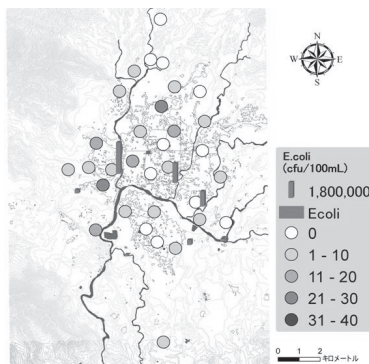 N
W E
S
E.coli
(cfu/100mL)
1,800,000
Ecoli
0
1 - 10
11 - 20
21 - 30
31 - 40
0 1 2
キロメートル